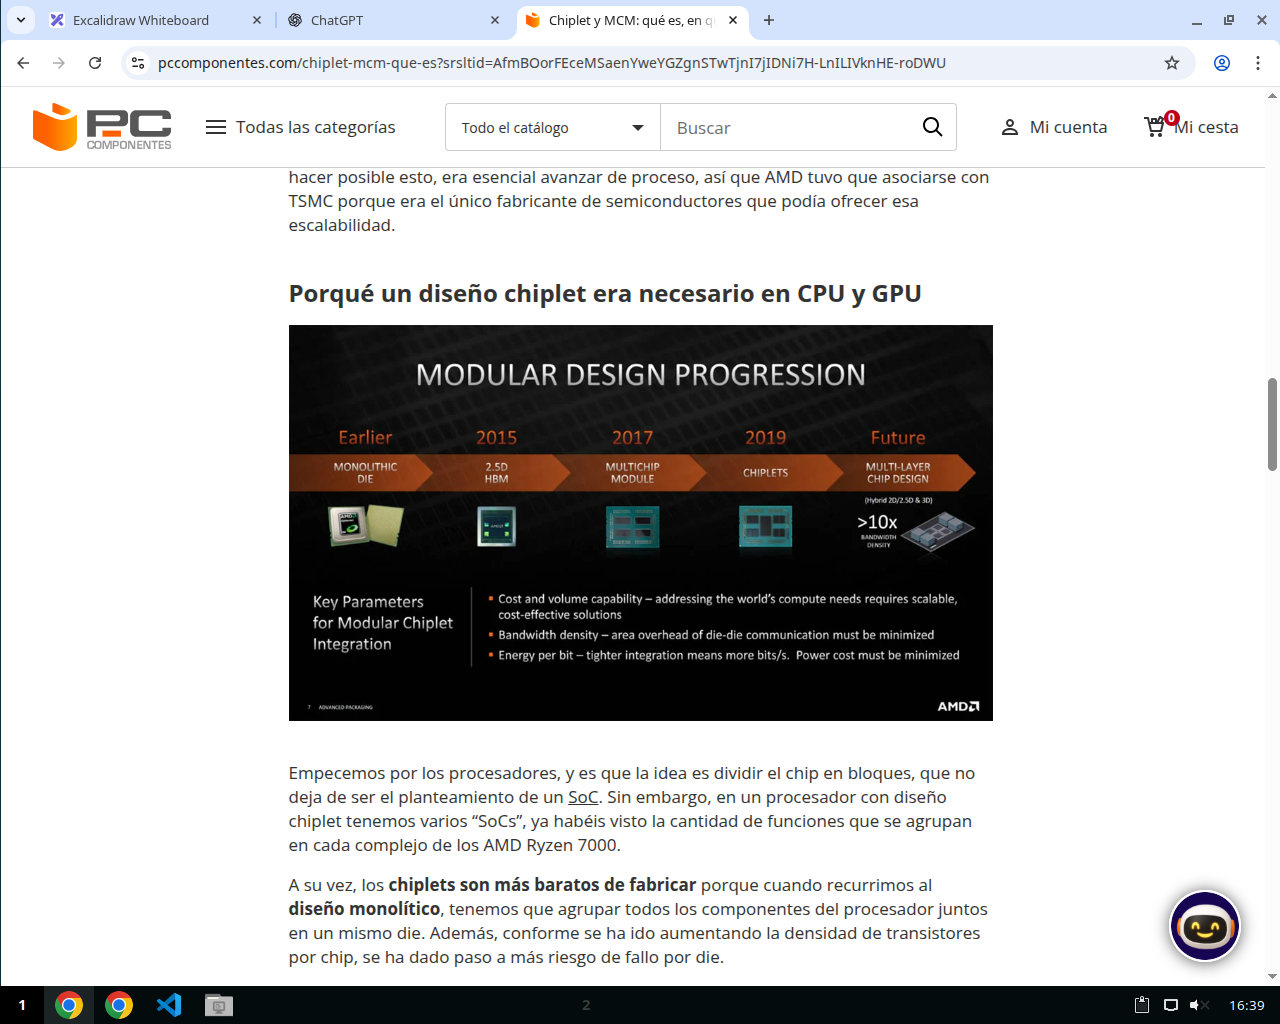 Excalidraw Whiteboard
ChatGPT
Chiplet y MCM: qué es, en q
pccomponentes.com/chiplet-mcm-que-es?srsltid=AfmBOorFEceMSaenYweYGZgnSTwTjnI7jIDNi7H-LnILIVknHE-roDWU
PC
COMPONENTES
Todas las categorías
Todo el catálogo
Buscar
Mi cuenta
0
Mi cesta
hacer posible esto, era esencial avanzar de proceso, así que AMD tuvo que asociarse con
TSMC porque era el único fabricante de semiconductores que podía ofrecer esa
escalabilidad.
Porqué un diseño chiplet era necesario en CPU y GPU
MODULAR DESIGN PROGRESSION
Earlier 2015 2017 2019 Future
MONOLITHIC DIE
2.5D HBM
MULTICHIP MODULE
CHIPLETS
MULTI-LAYER CHIP DESIGN
(Hybrid 2D/2.5D & 3D)
>10x
BANDWIDTH
DENSITY
Key Parameters
for Modular Chiplet
Integration
▪ Cost and volume capability – addressing the world's compute needs requires scalable,
cost-effective solutions
▪ Bandwidth density – area overhead of die-die communication must be minimized
▪ Energy per bit – tighter integration means more bits/s. Power cost must be minimized
7 ADVANCED PACKAGING
AMD
Empecemos por los procesadores, y es que la idea es dividir el chip en bloques, que no
deja de ser el planteamiento de un SoC. Sin embargo, en un procesador con diseño
chiplet tenemos varios “SoCs”, ya habéis visto la cantidad de funciones que se agrupan
en cada complejo de los AMD Ryzen 7000.
A su vez, los chiplets son más baratos de fabricar porque cuando recurrimos al
diseño monolítico, tenemos que agrupar todos los componentes del procesador juntos
en un mismo die. Además, conforme se ha ido aumentando la densidad de transistores
por chip, se ha dado paso a más riesgo de fallo por die.
1
2
16:39